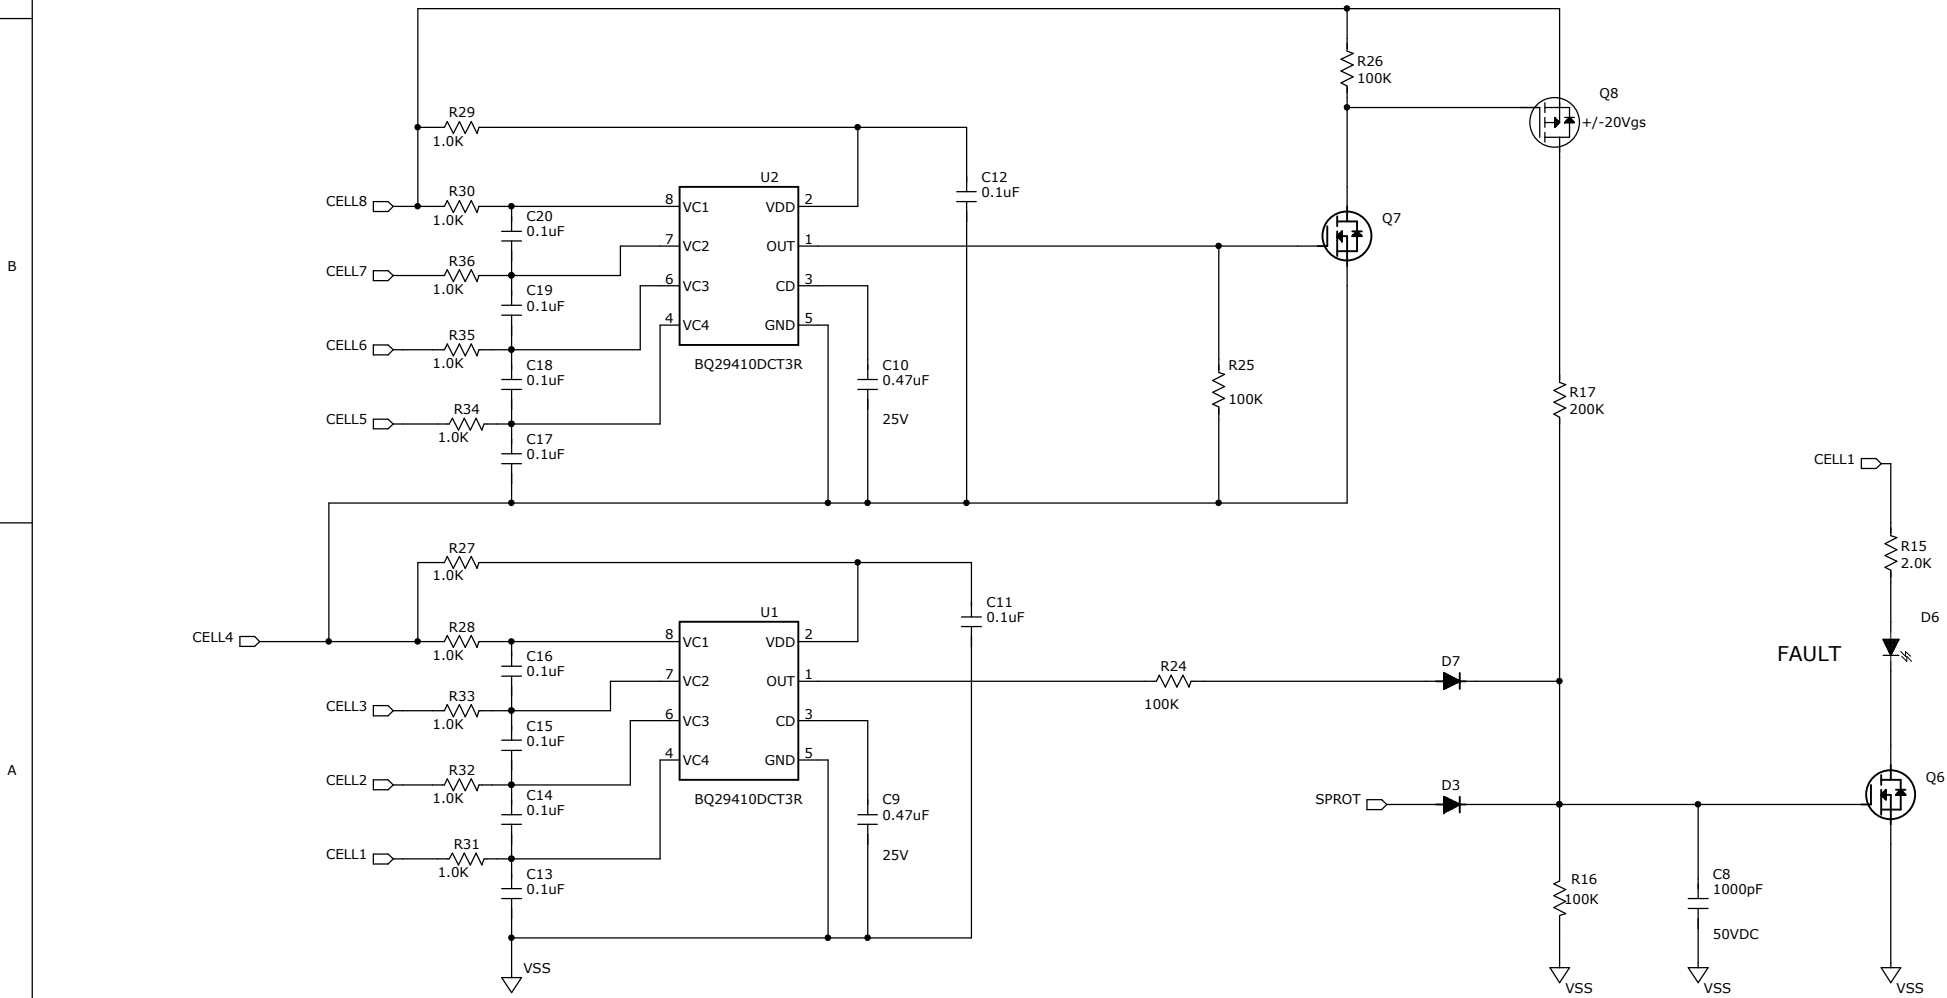 R26
100K
Q8
+/-20Vgs
R29
1.0K
U2
C12
0.1uF
CELL8
R30
1.0K
C20
0.1uF
8
VC1
VDD
2
Q7
CELL7
R36
1.0K
7
VC2
OUT
1
B
C19
0.1uF
6
VC3
CD
3
CELL6
R35
1.0K
4
VC4
GND
5
C18
0.1uF
BQ29410DCT3R
C10
0.47uF
25V
R25
100K
R17
200K
CELL5
R34
1.0K
C17
0.1uF
CELL1
R27
1.0K
R15
2.0K
U1
C11
0.1uF
D6
CELL4
R28
1.0K
C16
0.1uF
8
VC1
VDD
2
FAULT
7
VC2
OUT
1
R24
100K
D7
CELL3
R33
1.0K
C15
0.1uF
6
VC3
CD
3
A
CELL2
R32
1.0K
4
VC4
GND
5
C14
0.1uF
BQ29410DCT3R
C9
0.47uF
25V
SPROT
D3
Q6
CELL1
R31
1.0K
C13
0.1uF
R16
100K
C8
1000pF
50VDC
VSS
VSS
VSS
VSS